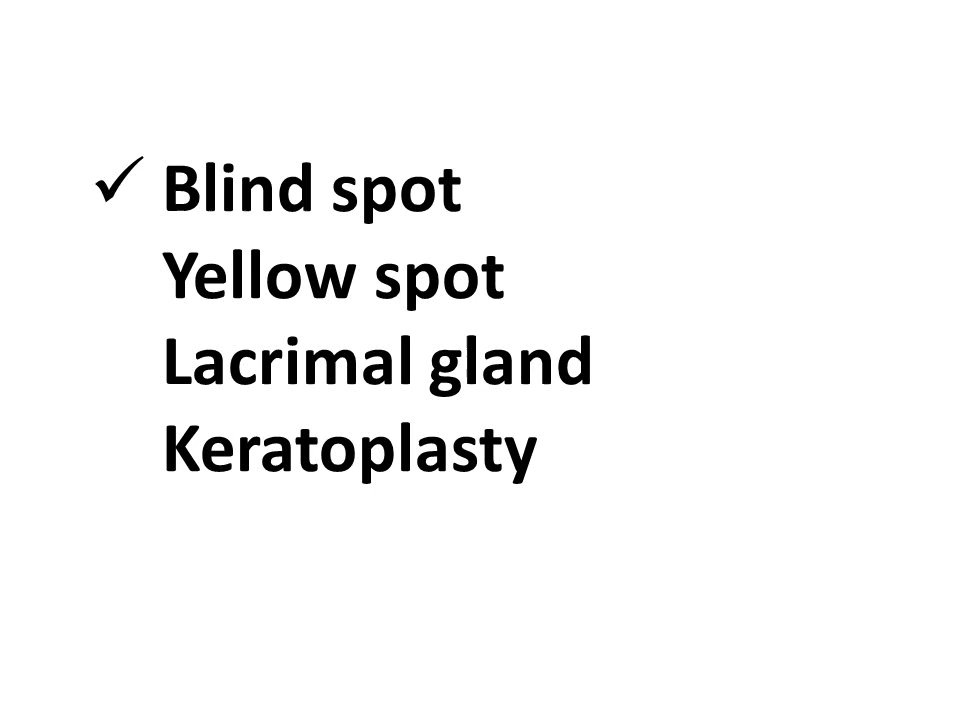 ✓ Blind spot
Yellow spot
Lacrimal gland
Keratoplasty